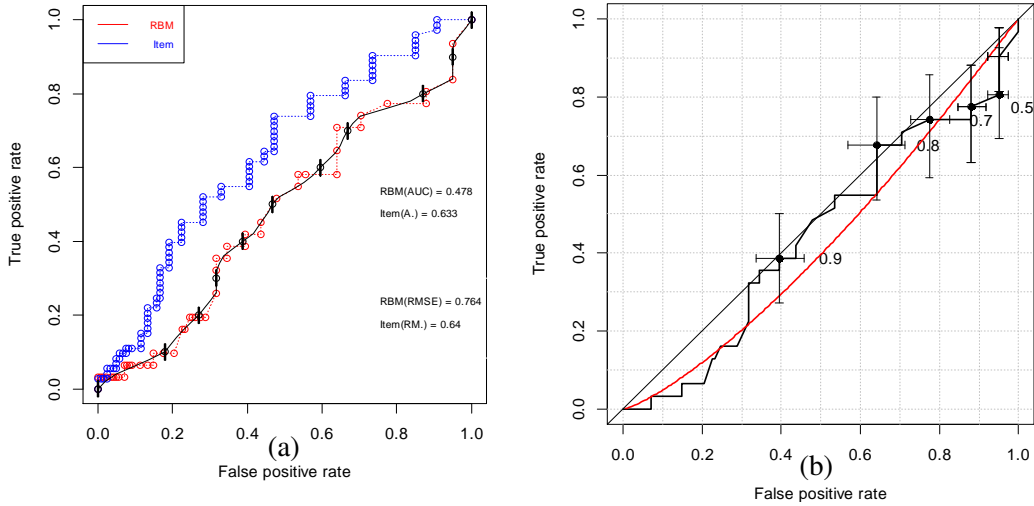 RBM
Item
True positive rate
1.0
0.8
0.6
0.4
0.2
0.0
RBM(AUC) = 0.478
Item(A.) = 0.633
RBM(RMSE) = 0.764
Item(RM.) = 0.64
0.0 0.2 0.4 0.6 0.8 1.0
(a)
False positive rate
True positive rate
1.0
0.8
0.6
0.4
0.2
0.0
0.5
0.7
0.8
0.9
0.0 0.2 0.4 0.6 0.8 1.0
(b)
False positive rate